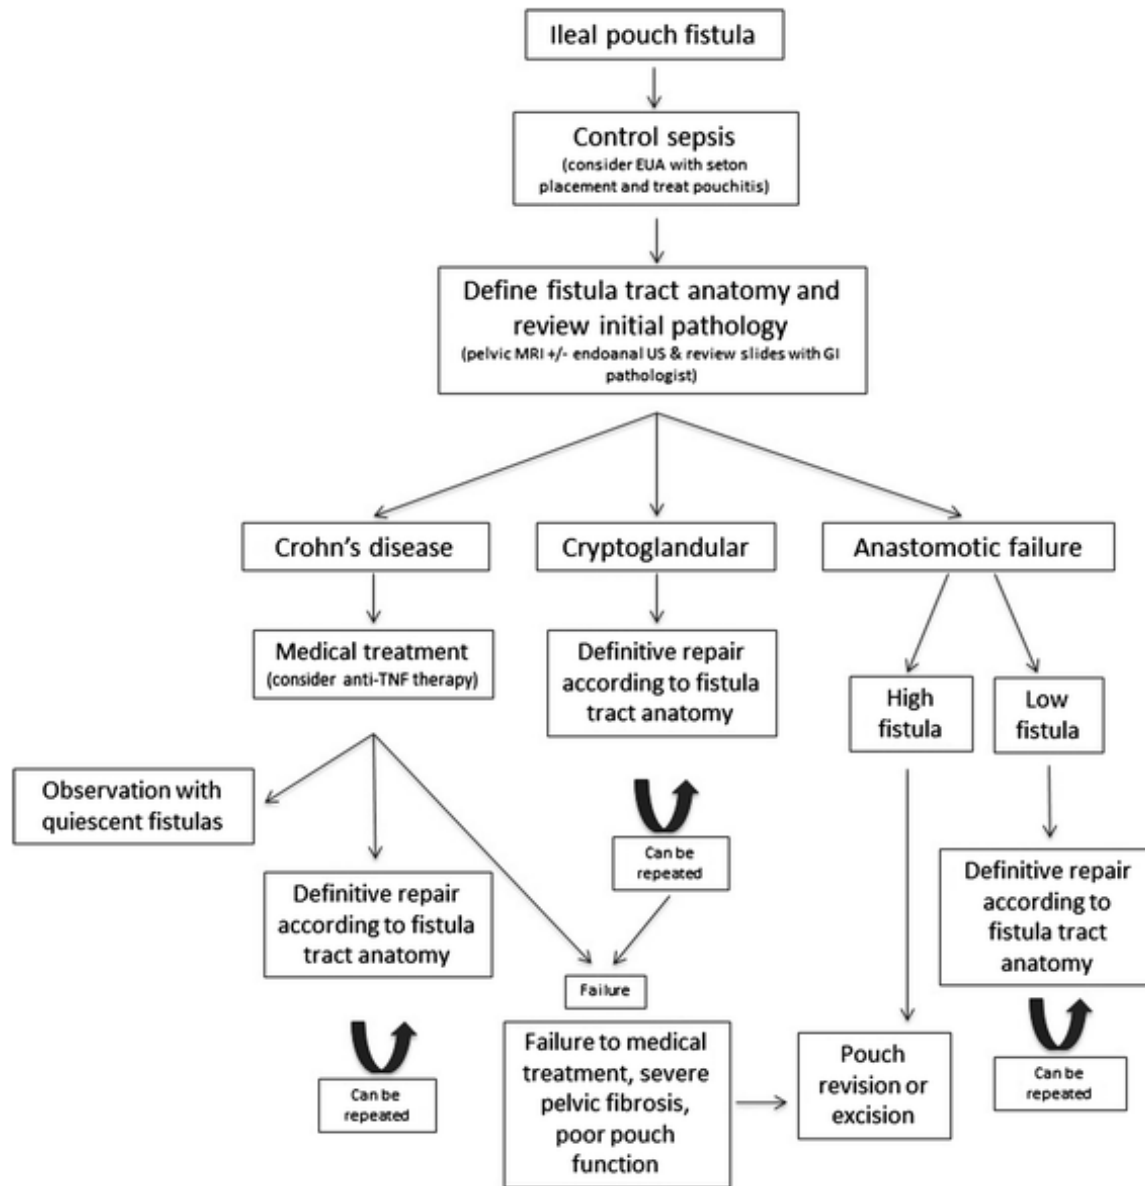 Ileal pouch fistula
Control sepsis
(consider EUA with seton
placement and treat pouchitis)
Define fistula tract anatomy and
review initial pathology
(pelvic MRI +/- endoanal US & review slides with GI
pathologist)
Crohn's disease
Cryptoglandular
Anastomotic failure
Medical treatment
(consider anti-TNF therapy)
Definitive repair
according to fistula
tract anatomy
High
fistula
Low
fistula
Observation with
quiescent fistulas
Can be
repeated
Definitive repair
according to fistula
tract anatomy
Definitive repair
according to
fistula tract
anatomy
Failure
Can be
repeated
Failure to medical
treatment, severe
pelvic fibrosis,
poor pouch
function
Pouch
revision or
excision
Can be
repeated